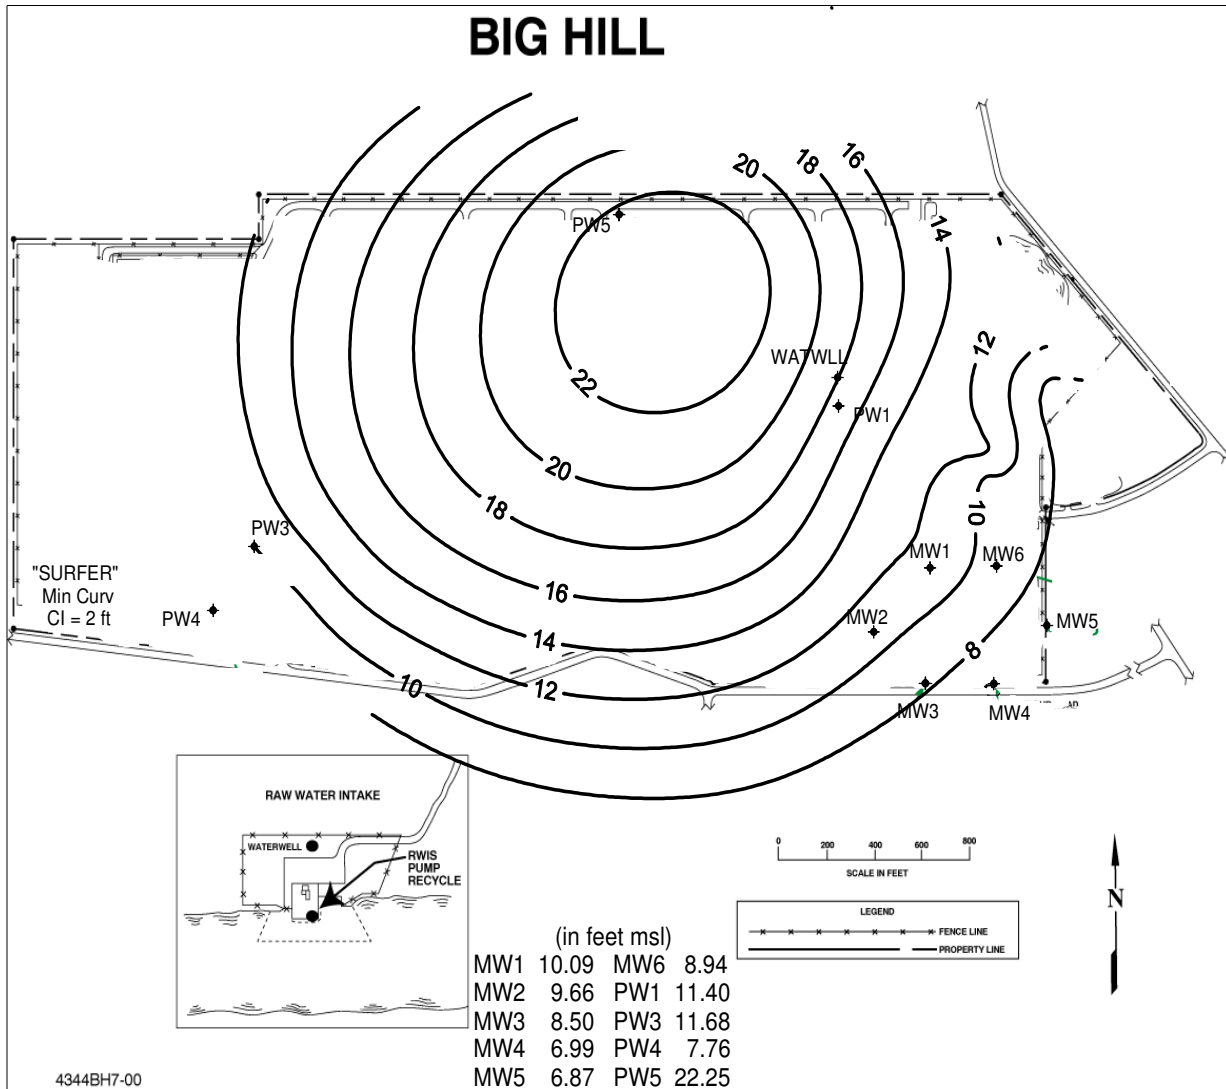 BIG HILL
20
18
16
14
PW5
WATWLL
12
22
PW1
20
18
10
PW3
MW1
MW6
"SURFER"
Min Curv
CI = 2 ft
16
7
PW4
MW2
MW5
14
8
10
12
MW3
MW4
RAW WATER INTAKE
WATERWELL
RWIS
PUMP
RECYCLE
0 200 400 600 800
SCALE IN FEET
N
LEGEND
FENCE LINE
PROPERTY LINE
(in feet msl)
MW1 10.09 MW6 8.94
MW2 9.66 PW1 11.40
MW3 8.50 PW3 11.68
MW4 6.99 PW4 7.76
MW5 6.87 PW5 22.25
4344BH7-00